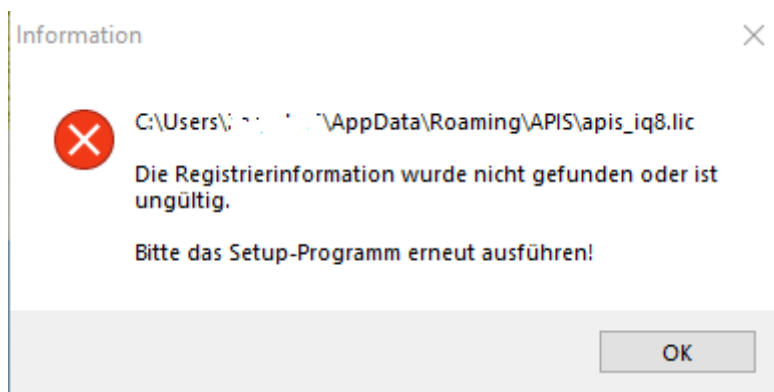 Information
C:\Users\ \AppData\Roaming\APIS\apis_iq8.lic
Die Registrierinformation wurde nicht gefunden oder ist
ungültig.
Bitte das Setup-Programm erneut ausführen!
OK